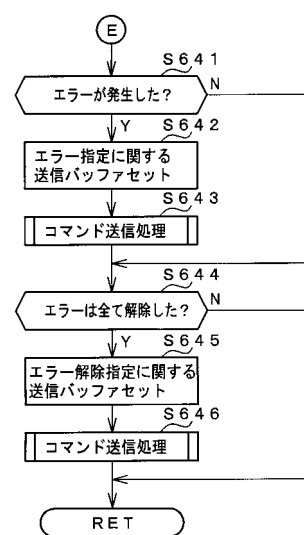 E
S641
エラーが発生した？ N
Y
S642
エラー指定に関する
送信バッファセット
S643
コマンド送信処理
S644
エラーは全て解除した？ N
Y
S645
エラー解除指定に関する
送信バッファセット
S646
コマンド送信処理
RET